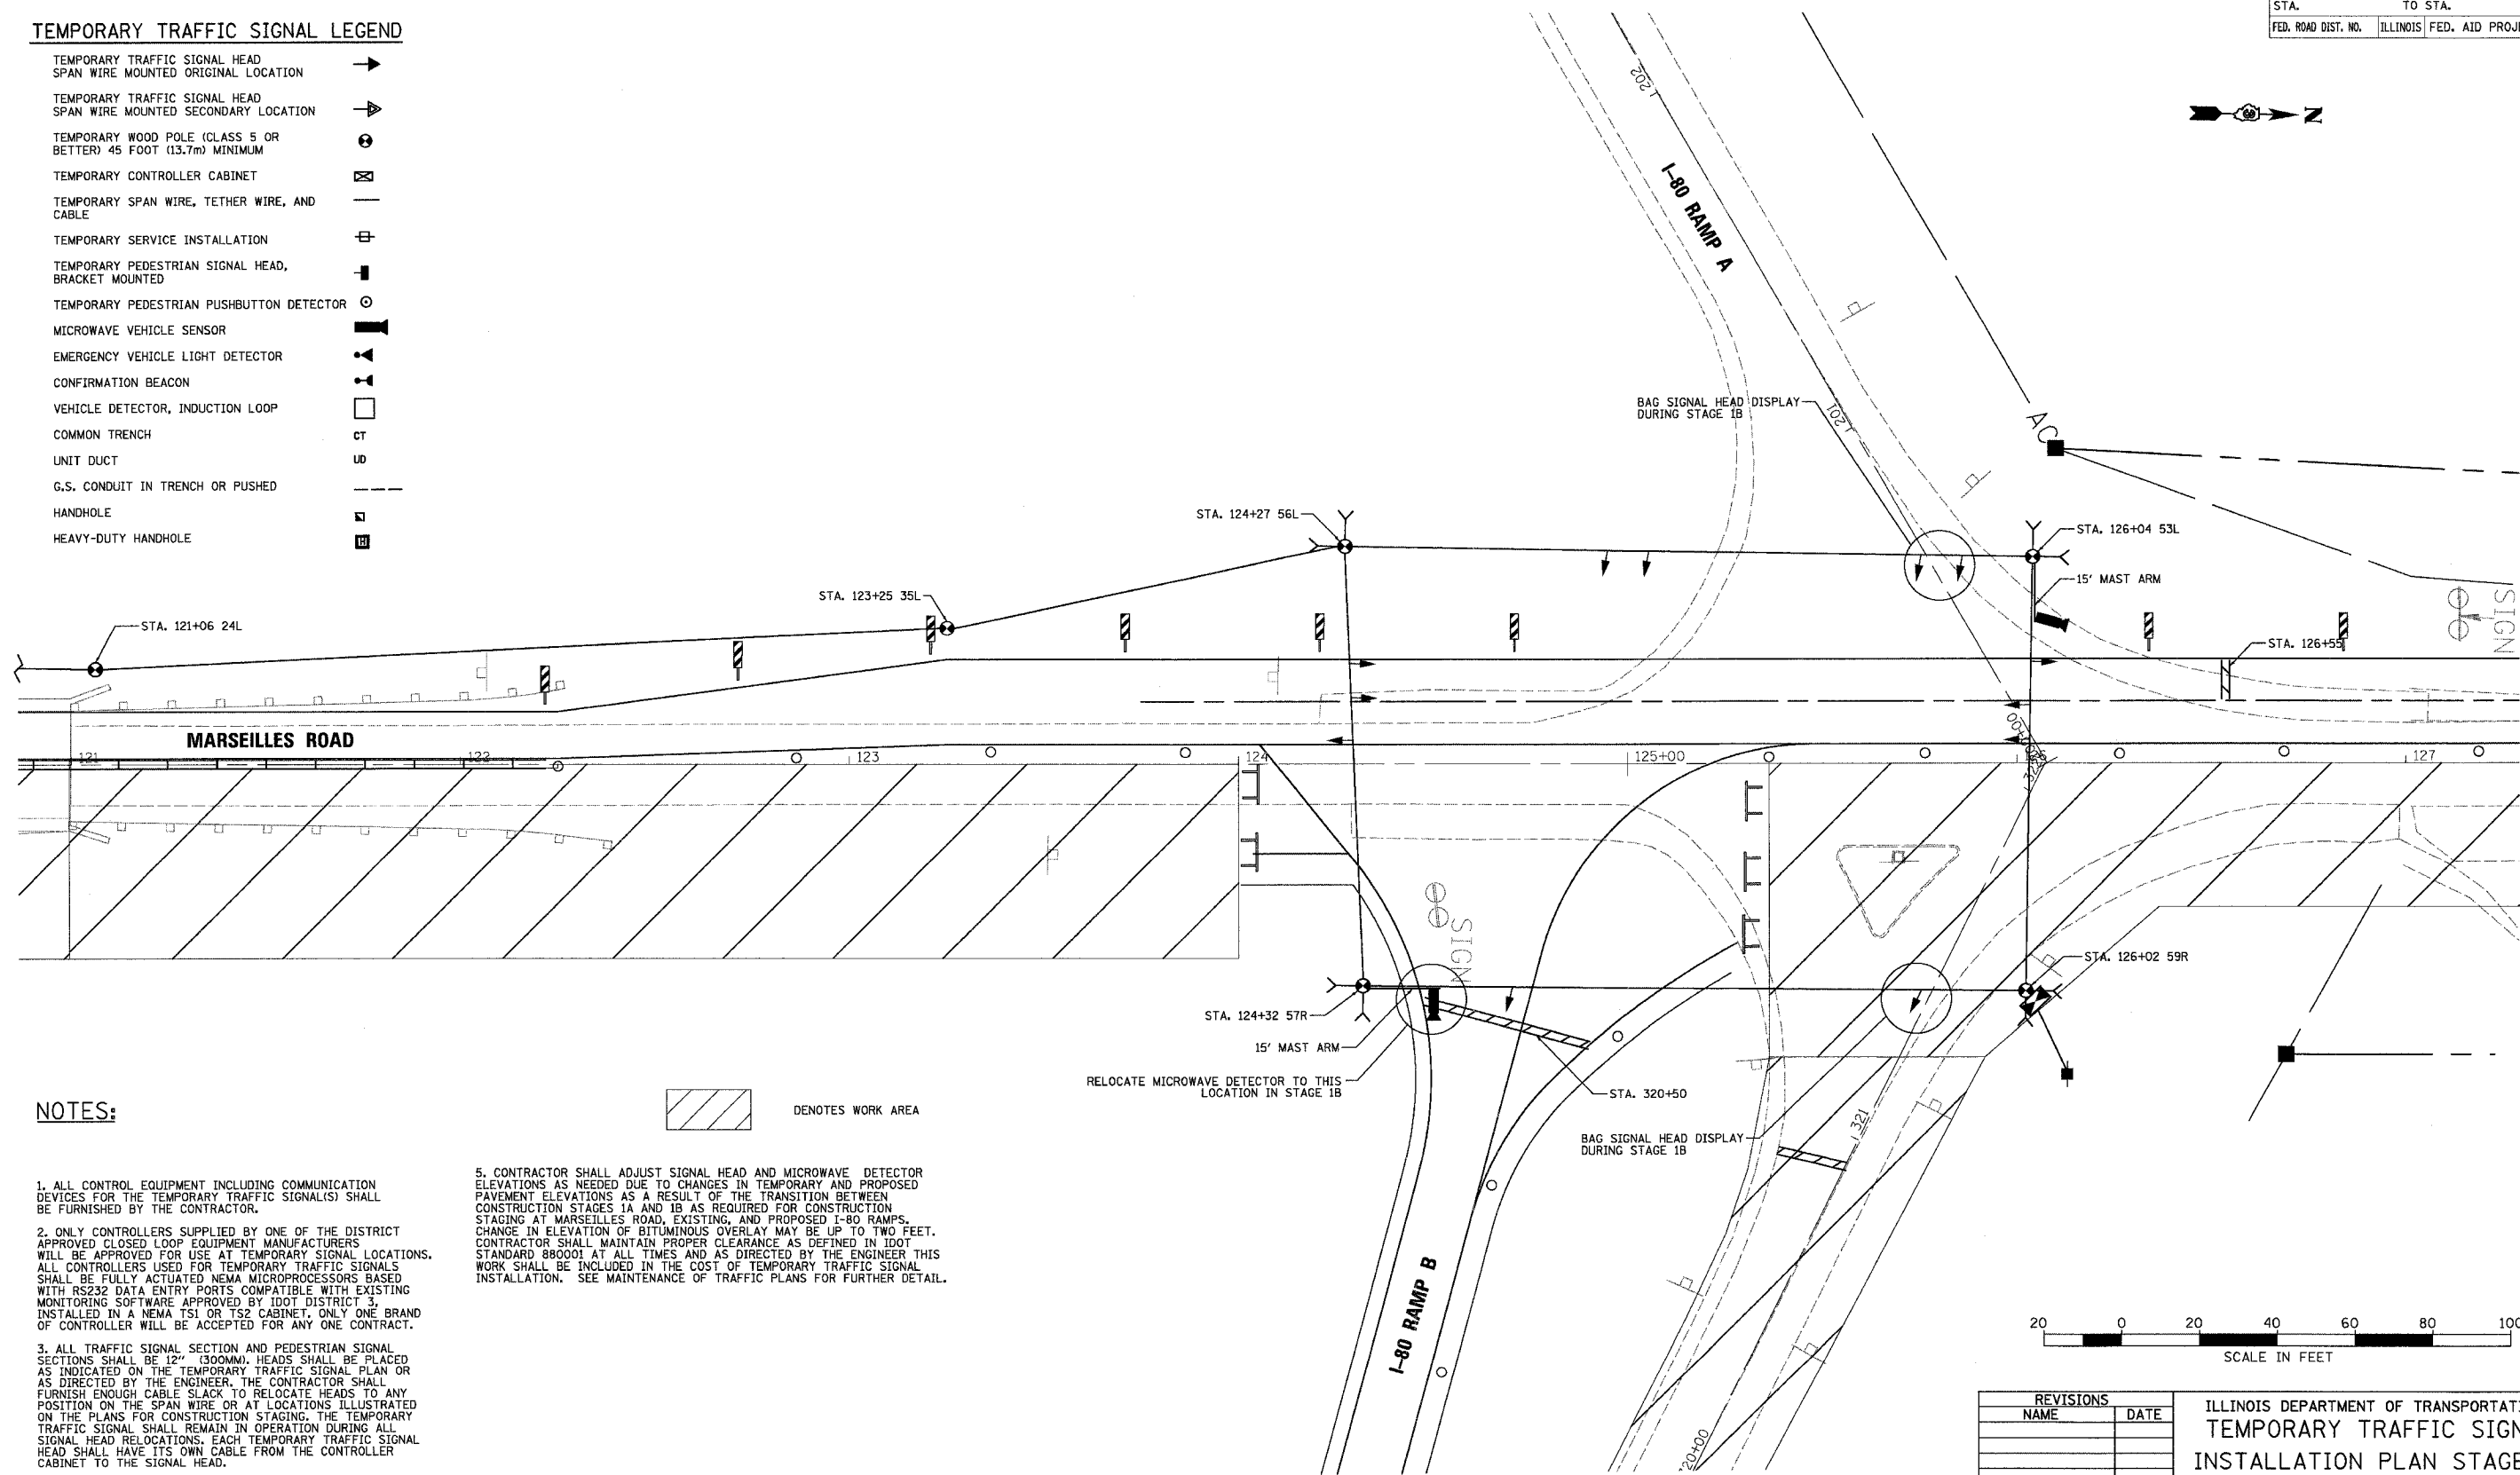 TEMPORARY TRAFFIC SIGNAL LEGEND
TEMPORARY TRAFFIC SIGNAL HEAD
SPAN WIRE MOUNTED ORIGINAL LOCATION
TEMPORARY TRAFFIC SIGNAL HEAD
SPAN WIRE MOUNTED SECONDARY LOCATION
TEMPORARY WOOD POLE (CLASS 5 OR
BETTER) 45 FOOT (13.7m) MINIMUM
TEMPORARY CONTROLLER CABINET
TEMPORARY SPAN WIRE, TETHER WIRE, AND
CABLE
TEMPORARY SERVICE INSTALLATION
TEMPORARY PEDESTRIAN SIGNAL HEAD,
BRACKET MOUNTED
TEMPORARY PEDESTRIAN PUSHBUTTON DETECTOR
MICROWAVE VEHICLE SENSOR
EMERGENCY VEHICLE LIGHT DETECTOR
CONFIRMATION BEACON
VEHICLE DETECTOR, INDUCTION LOOP
COMMON TRENCH CT
UNIT DUCT UD
G.S. CONDUIT IN TRENCH OR PUSHED
HANDHOLE
HEAVY-DUTY HANDHOLE H
STA. TO STA.
FED. ROAD DIST. NO. ILLINOIS FED. AID
N
202
I-80 RAMP A
BAG SIGNAL HEAD DISPLAY
DURING STAGE 1B
201
AC
STA. 124+27 56L
STA. 126+04 53L
15' MAST ARM
STA. 123+25 35L
STA. 121+06 24L
STA. 126+55
SIGN
MARSEILLES ROAD
121
122
123
124
125+00
127
SIGN
STA. 126+02 59R
STA. 124+32 57R
15' MAST ARM
RELOCATE MICROWAVE DETECTOR TO THIS
LOCATION IN STAGE 1B
STA. 320+50
BAG SIGNAL HEAD DISPLAY
DURING STAGE 1B
321
I-80 RAMP B
20+00
NOTES:
DENOTES WORK AREA
1. ALL CONTROL EQUIPMENT INCLUDING COMMUNICATION
DEVICES FOR THE TEMPORARY TRAFFIC SIGNAL(S) SHALL
BE FURNISHED BY THE CONTRACTOR.
2. ONLY CONTROLLERS SUPPLIED BY ONE OF THE DISTRICT
APPROVED CLOSED LOOP EQUIPMENT MANUFACTURERS
WILL BE APPROVED FOR USE AT TEMPORARY SIGNAL LOCATIONS.
ALL CONTROLLERS USED FOR TEMPORARY TRAFFIC SIGNALS
SHALL BE FULLY ACTUATED NEMA MICROPROCESSORS BASED
WITH RS232 DATA ENTRY PORTS COMPATIBLE WITH EXISTING
MONITORING SOFTWARE APPROVED BY IDOT DISTRICT 3,
INSTALLED IN A NEMA TS1 OR TS2 CABINET. ONLY ONE BRAND
OF CONTROLLER WILL BE ACCEPTED FOR ANY ONE CONTRACT.
3. ALL TRAFFIC SIGNAL SECTION AND PEDESTRIAN SIGNAL
SECTIONS SHALL BE 12" (300MM). HEADS SHALL BE PLACED
AS INDICATED ON THE TEMPORARY TRAFFIC SIGNAL PLAN OR
AS DIRECTED BY THE ENGINEER. THE CONTRACTOR SHALL
FURNISH ENOUGH CABLE SLACK TO RELOCATE HEADS TO ANY
POSITION ON THE SPAN WIRE OR AT LOCATIONS ILLUSTRATED
ON THE PLANS FOR CONSTRUCTION STAGING. THE TEMPORARY
TRAFFIC SIGNAL SHALL REMAIN IN OPERATION DURING ALL
SIGNAL HEAD RELOCATIONS. EACH TEMPORARY TRAFFIC SIGNAL
HEAD SHALL HAVE ITS OWN CABLE FROM THE CONTROLLER
CABINET TO THE SIGNAL HEAD.
5. CONTRACTOR SHALL ADJUST SIGNAL HEAD AND MICROWAVE DETECTOR
ELEVATIONS AS NEEDED DUE TO CHANGES IN TEMPORARY AND PROPOSED
PAVEMENT ELEVATIONS AS A RESULT OF THE TRANSITION BETWEEN
CONSTRUCTION STAGES 1A AND 1B AS REQUIRED FOR CONSTRUCTION
STAGING AT MARSEILLES ROAD, EXISTING, AND PROPOSED I-80 RAMPS.
CHANGE IN ELEVATION OF BITUMINOUS OVERLAY MAY BE UP TO TWO FEET.
CONTRACTOR SHALL MAINTAIN PROPER CLEARANCE AS DEFINED IN IDOT
STANDARD 880001 AT ALL TIMES AND AS DIRECTED BY THE ENGINEER THIS
WORK SHALL BE INCLUDED IN THE COST OF TEMPORARY TRAFFIC SIGNAL
INSTALLATION. SEE MAINTENANCE OF TRAFFIC PLANS FOR FURTHER DETAIL.
20 0 20 40 60 80 100
SCALE IN FEET
REVISIONS
NAME DATE
ILLINOIS DEPARTMENT OF TRANSPORTATI
TEMPORARY TRAFFIC SIGN
INSTALLATION PLAN STAGE